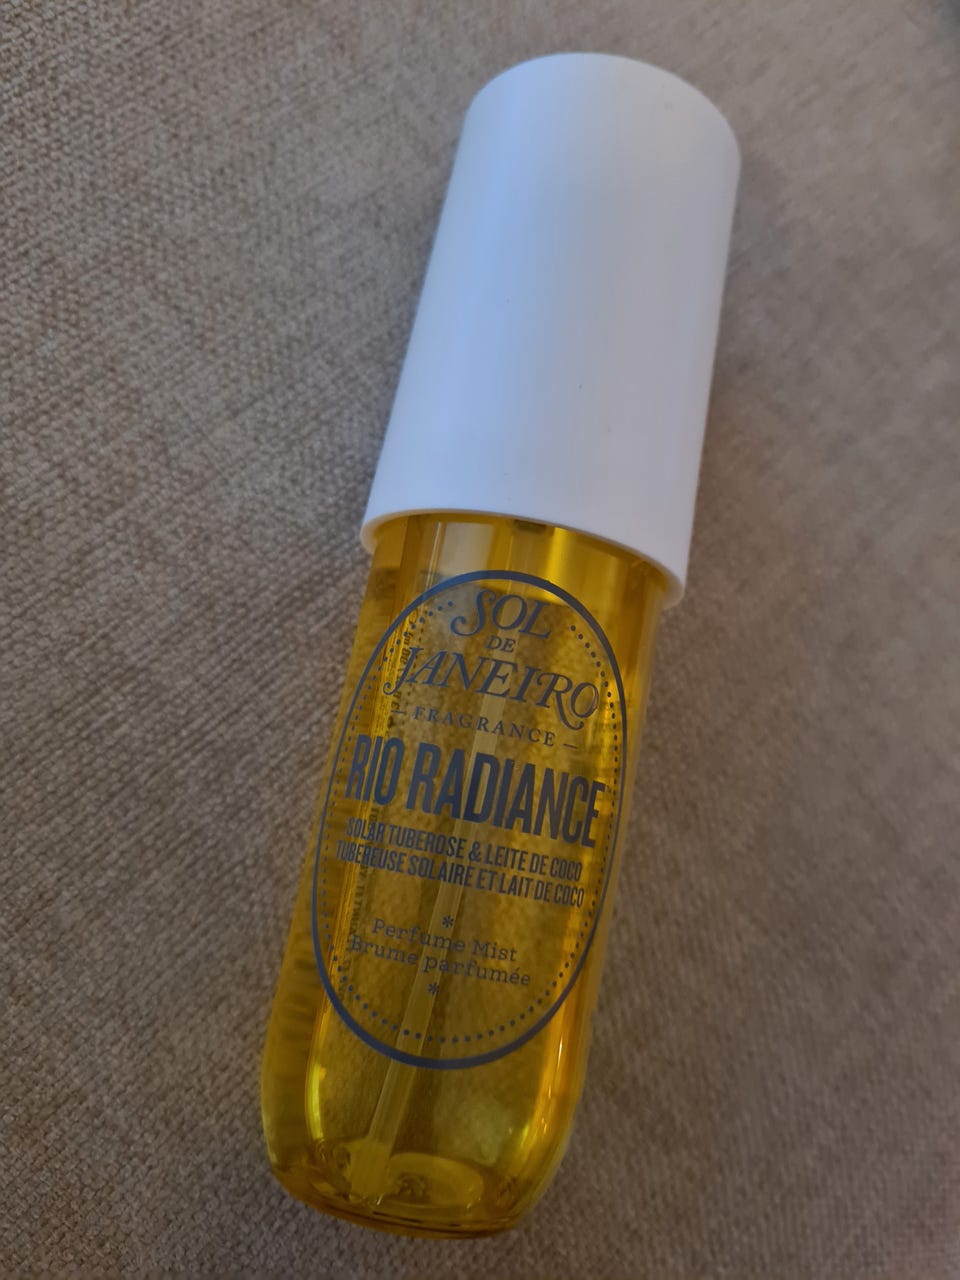 SOL
DE
JANEIRO
— FRAGRANCE —
RIO RADIANCE
SOLAR TUBEROSE & LEITE DE COCO
TUBÉREUSE SOLAIRE ET LAIT DE COCO
*
Perfume Mist
Brume parfumée
*